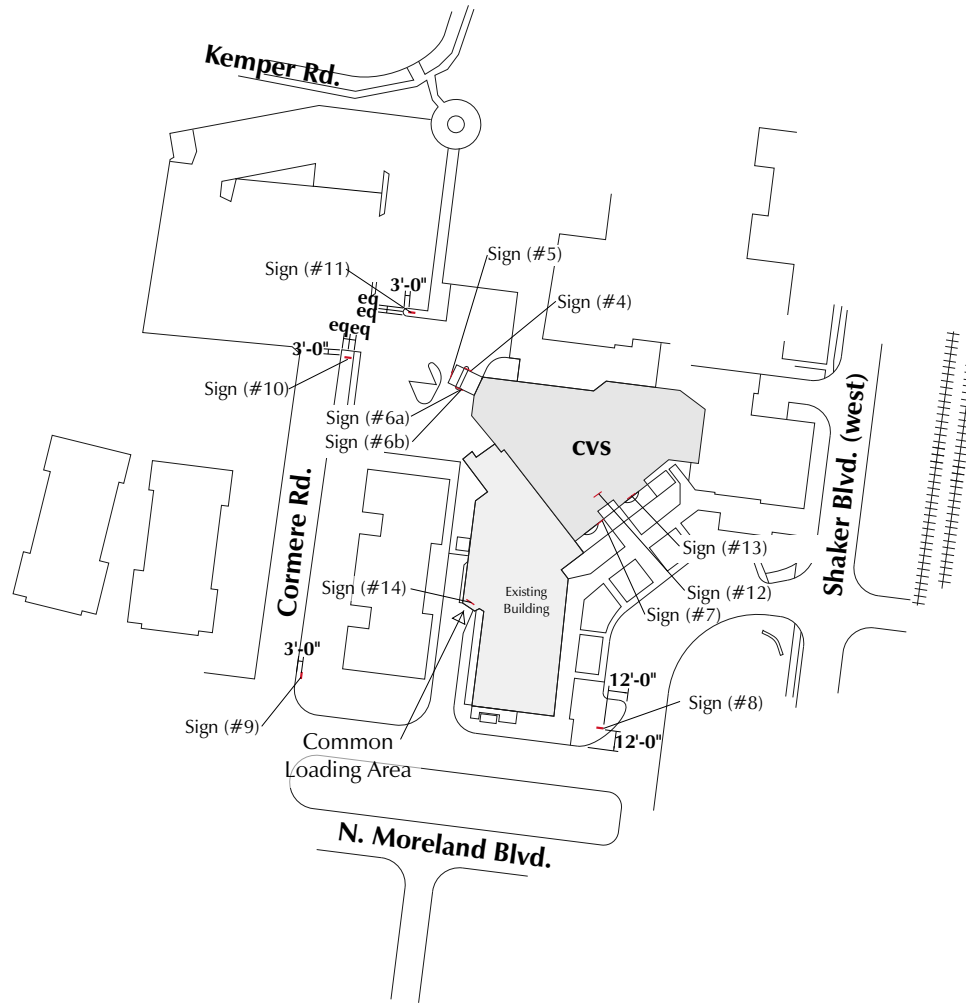 Kemper Rd.
Sign (#5)
Sign (#11)
3'-0"
eq
eq
Sign (#4)
eq eq
3'-0"
Sign (#10)
Sign (#6a)
Sign (#6b)
CVS
Shaker Blvd. (west)
Cormere Rd.
Sign (#13)
Sign (#14)
Existing
Building
Sign (#12)
Sign (#7)
3'-0"
12'-0"
Sign (#8)
Sign (#9)
12'-0"
Common
Loading Area
N. Moreland Blvd.